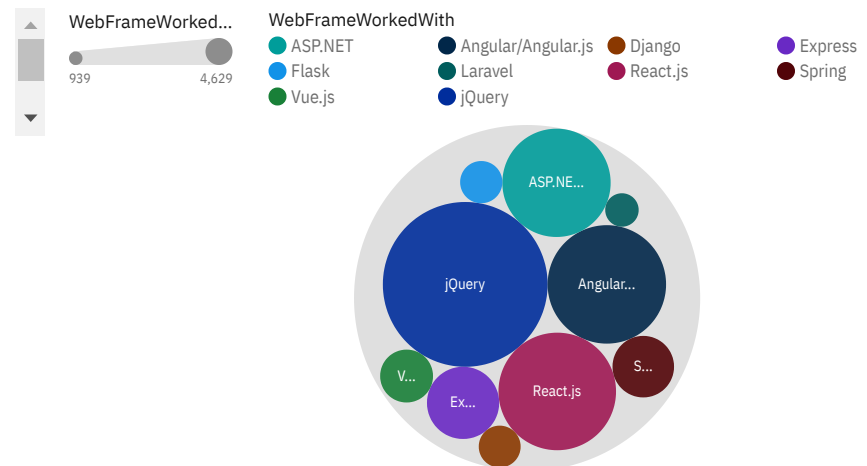 WebFrameWorked...
939
4,629
WebFrameWorkedWith
ASP.NET
Angular/Angular.js
Django
Express
Flask
Laravel
React.js
Spring
Vue.js
jQuery
ASP.NE...
jQuery
Angular...
V...
Ex...
React.js
S...